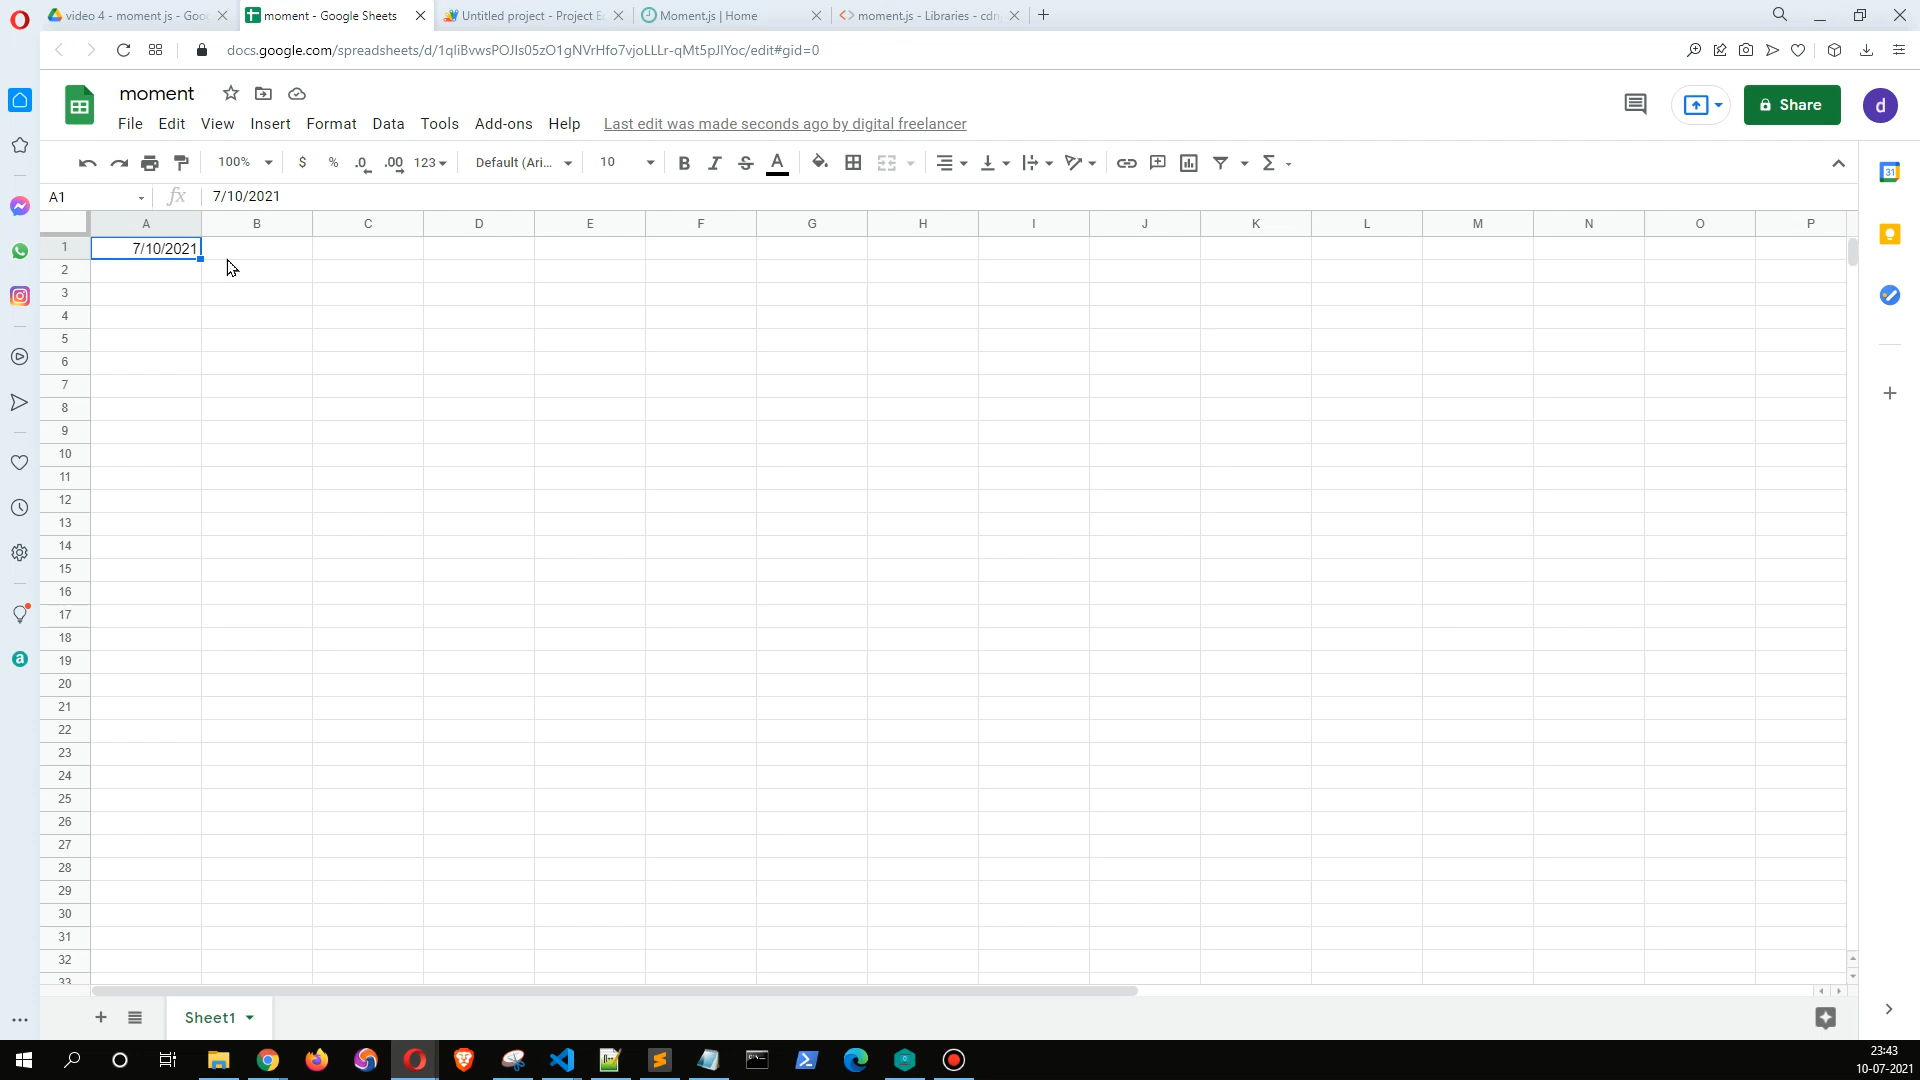 video 4 - moment js - Goo
moment - Google Sheets
Untitled project - Project E
Moment.js | Home
<> moment.js - Libraries - cdn
docs.google.com/spreadsheets/d/1qliBvwsPOJIs05zO1gNVrHfo7vjoLLLr-qMt5pJlYoc/edit#gid=0
moment
File Edit View Insert Format Data Tools Add-ons Help Last edit was made seconds ago by digital freelancer
Share
d
100% $ % .0 .00 123 Default (Ari... 10 B I S A Σ
31
A1 fx 7/10/2021
A B C D E F G H I J K L M N O P
1 7/10/2021
2
3
4
5
6
7
8
9
10
11
12
13
14
15
16
17
18
19
20
21
22
23
24
25
26
27
28
29
30
31
32
33
Sheet1
23:43
10-07-2021